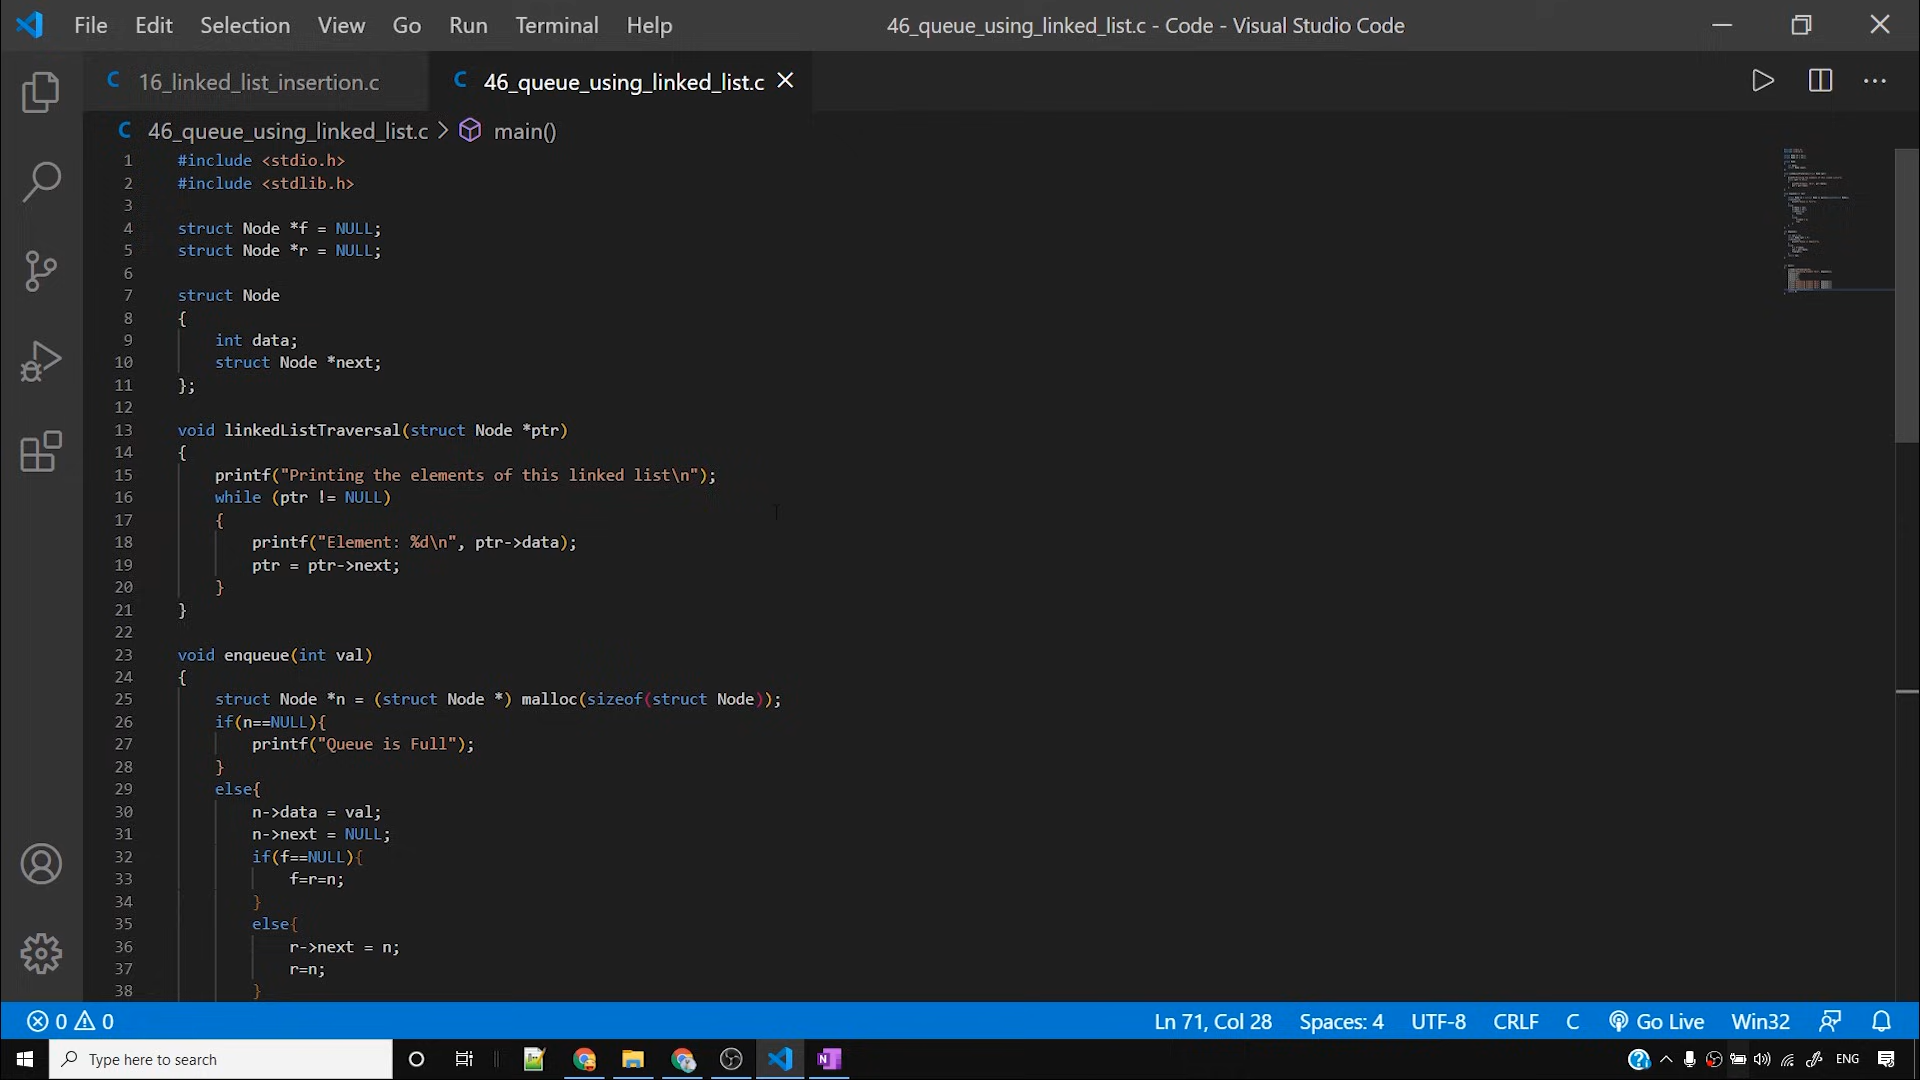 File Edit Selection View Go Run Terminal Help 46_queue_using_linked_list.c - Code - Visual Studio Code
C 16_linked_list_insertion.c C 46_queue_using_linked_list.c
C 46_queue_using_linked_list.c > main()
1 #include <stdio.h>
2 #include <stdlib.h>
3
4 struct Node *f = NULL;
5 struct Node *r = NULL;
6
7 struct Node
8 {
9 int data;
10 struct Node *next;
11 };
12
13 void linkedListTraversal(struct Node *ptr)
14 {
15 printf("Printing the elements of this linked list\n");
16 while (ptr != NULL)
17 {
18 printf("Element: %d\n", ptr->data);
19 ptr = ptr->next;
20 }
21 }
22
23 void enqueue(int val)
24 {
25 struct Node *n = (struct Node *) malloc(sizeof(struct Node));
26 if(n==NULL){
27 printf("Queue is Full");
28 }
29 else{
30 n->data = val;
31 n->next = NULL;
32 if(f==NULL){
33 f=r=n;
34 }
35 else{
36 r->next = n;
37 r=n;
38 }
0 0 Ln 71, Col 28 Spaces: 4 UTF-8 CRLF C Go Live Win32
Type here to search ENG